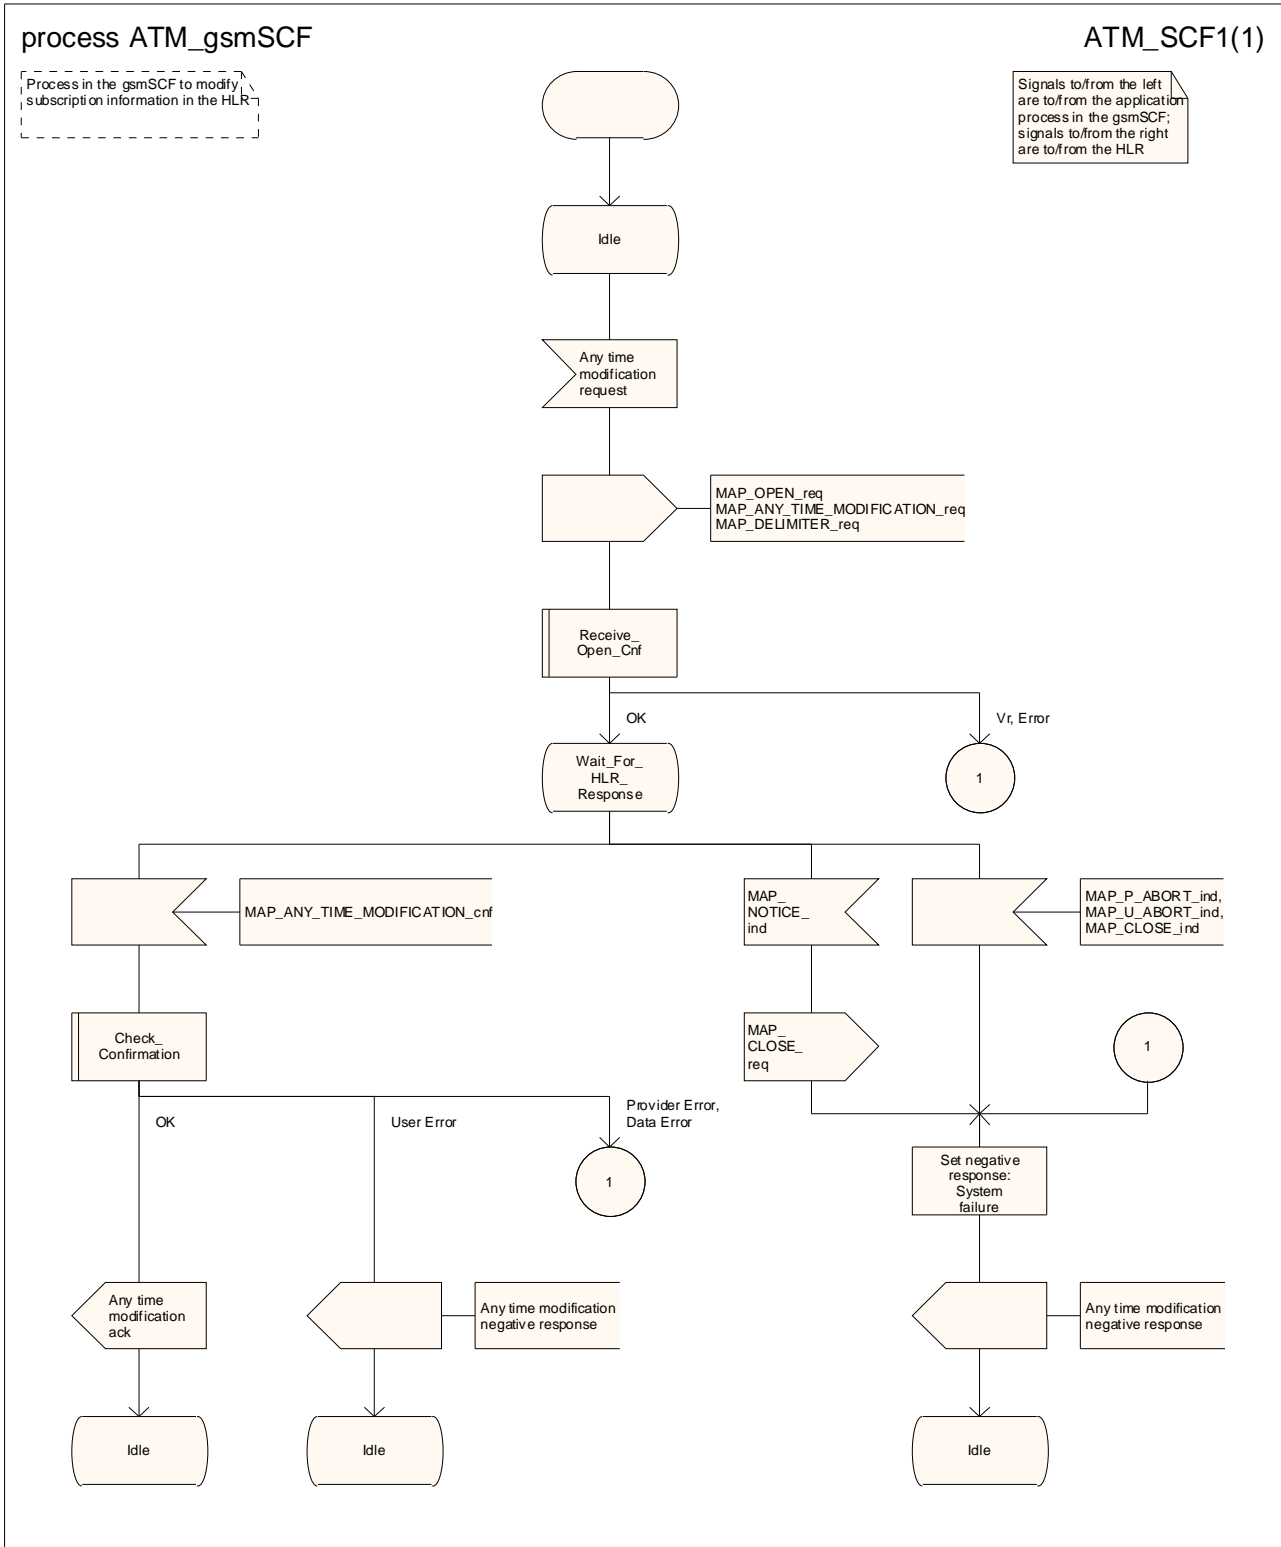 process ATM_gsmSCF
ATM_SCF1(1)
Process in the gsmSCF to modify
subscription information in the HLR
Signals to/from the left
are to/from the application
process in the gsmSCF;
signals to/from the right
are to/from the HLR
Idle
Any time
modification
request
MAP_OPEN_req
MAP_ANY_TIME_MODIFICATION_req
MAP_DELIMITER_req
Receive_
Open_Cnf
OK
Vr, Error
Wait_For_
HLR_
Response
1
MAP_ANY_TIME_MODIFICATION_cnf
MAP_
NOTICE_
ind
MAP_P_ABORT_ind,
MAP_U_ABORT_ind,
MAP_CLOSE_ind
Check_
Confirmation
MAP_
CLOSE_
req
1
OK
User Error
Provider Error,
Data Error
1
Set negative
response:
System
failure
Any time
modification
ack
Any time modification
negative response
Any time modification
negative response
Idle
Idle
Idle